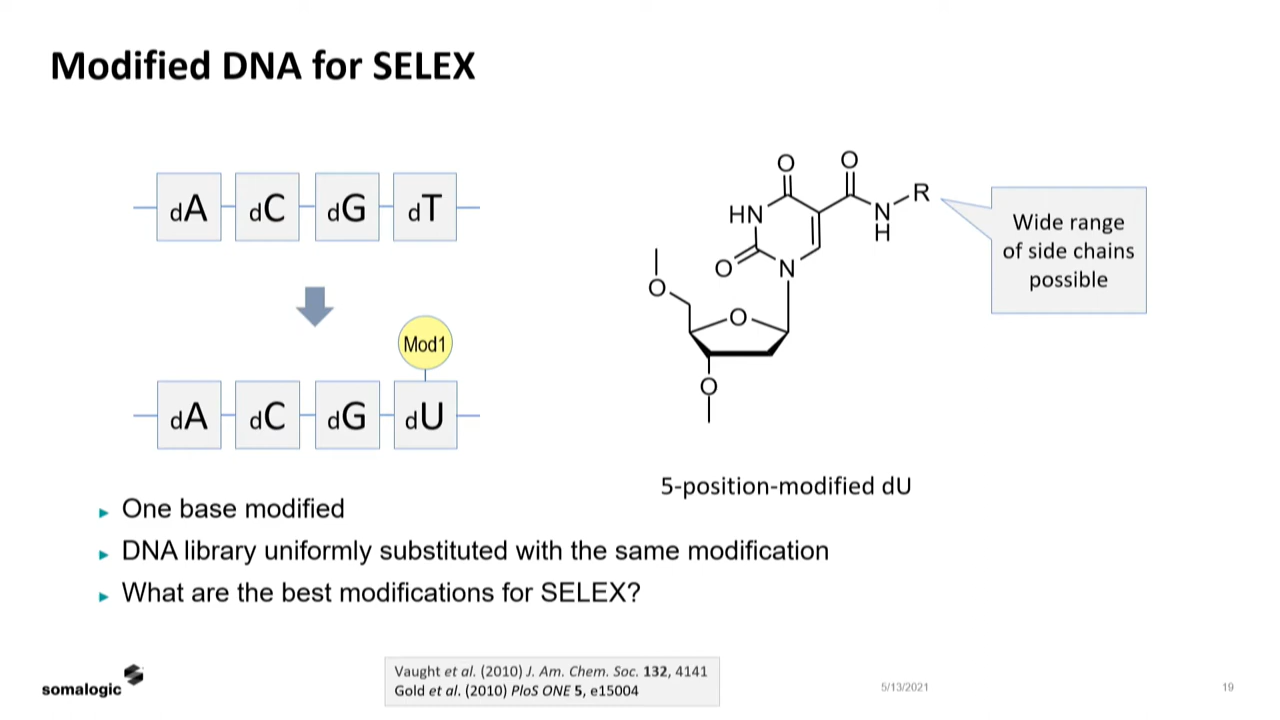 Modified DNA for SELEX
dA dC dG dT
Mod1
dA dC dG dU
O O
HN N R
H
O N
O O
O
Wide range
of side chains
possible
5-position-modified dU
► One base modified
► DNA library uniformly substituted with the same modification
► What are the best modifications for SELEX?
somalogic
Vaught et al. (2010) J. Am. Chem. Soc. 132, 4141
Gold et al. (2010) PloS ONE 5, e15004
5/13/2021
19